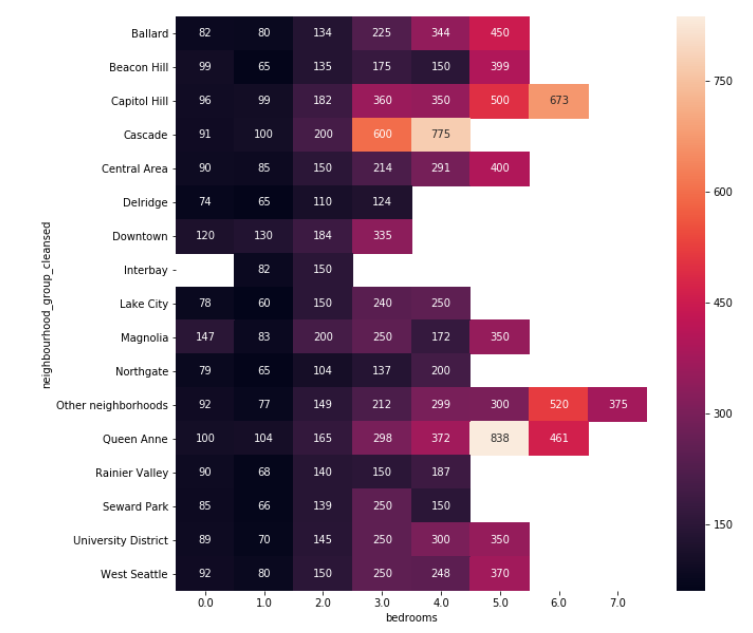 Ballard 82 80 134 225 344 450
Beacon Hill 99 65 135 175 150 399
750
Capitol Hill 96 99 182 360 350 500 673
Cascade 91 100 200 600 775
Central Area 90 85 150 214 291 400
600
Delridge 74 65 110 124
Downtown 120 130 184 335
neighbourhood_group_cleansed
Interbay 82 150
Lake City 78 60 150 240 250
450
Magnolia 147 83 200 250 172 350
Northgate 79 65 104 137 200
Other neighborhoods 92 77 149 212 299 300 520 375
300
Queen Anne 100 104 165 298 372 838 461
Rainier Valley 90 68 140 150 187
Seward Park 85 66 139 250 150
150
University District 89 70 145 250 300 350
West Seattle 92 80 150 250 248 370
0.0 1.0 2.0 3.0 4.0 5.0 6.0 7.0
bedrooms